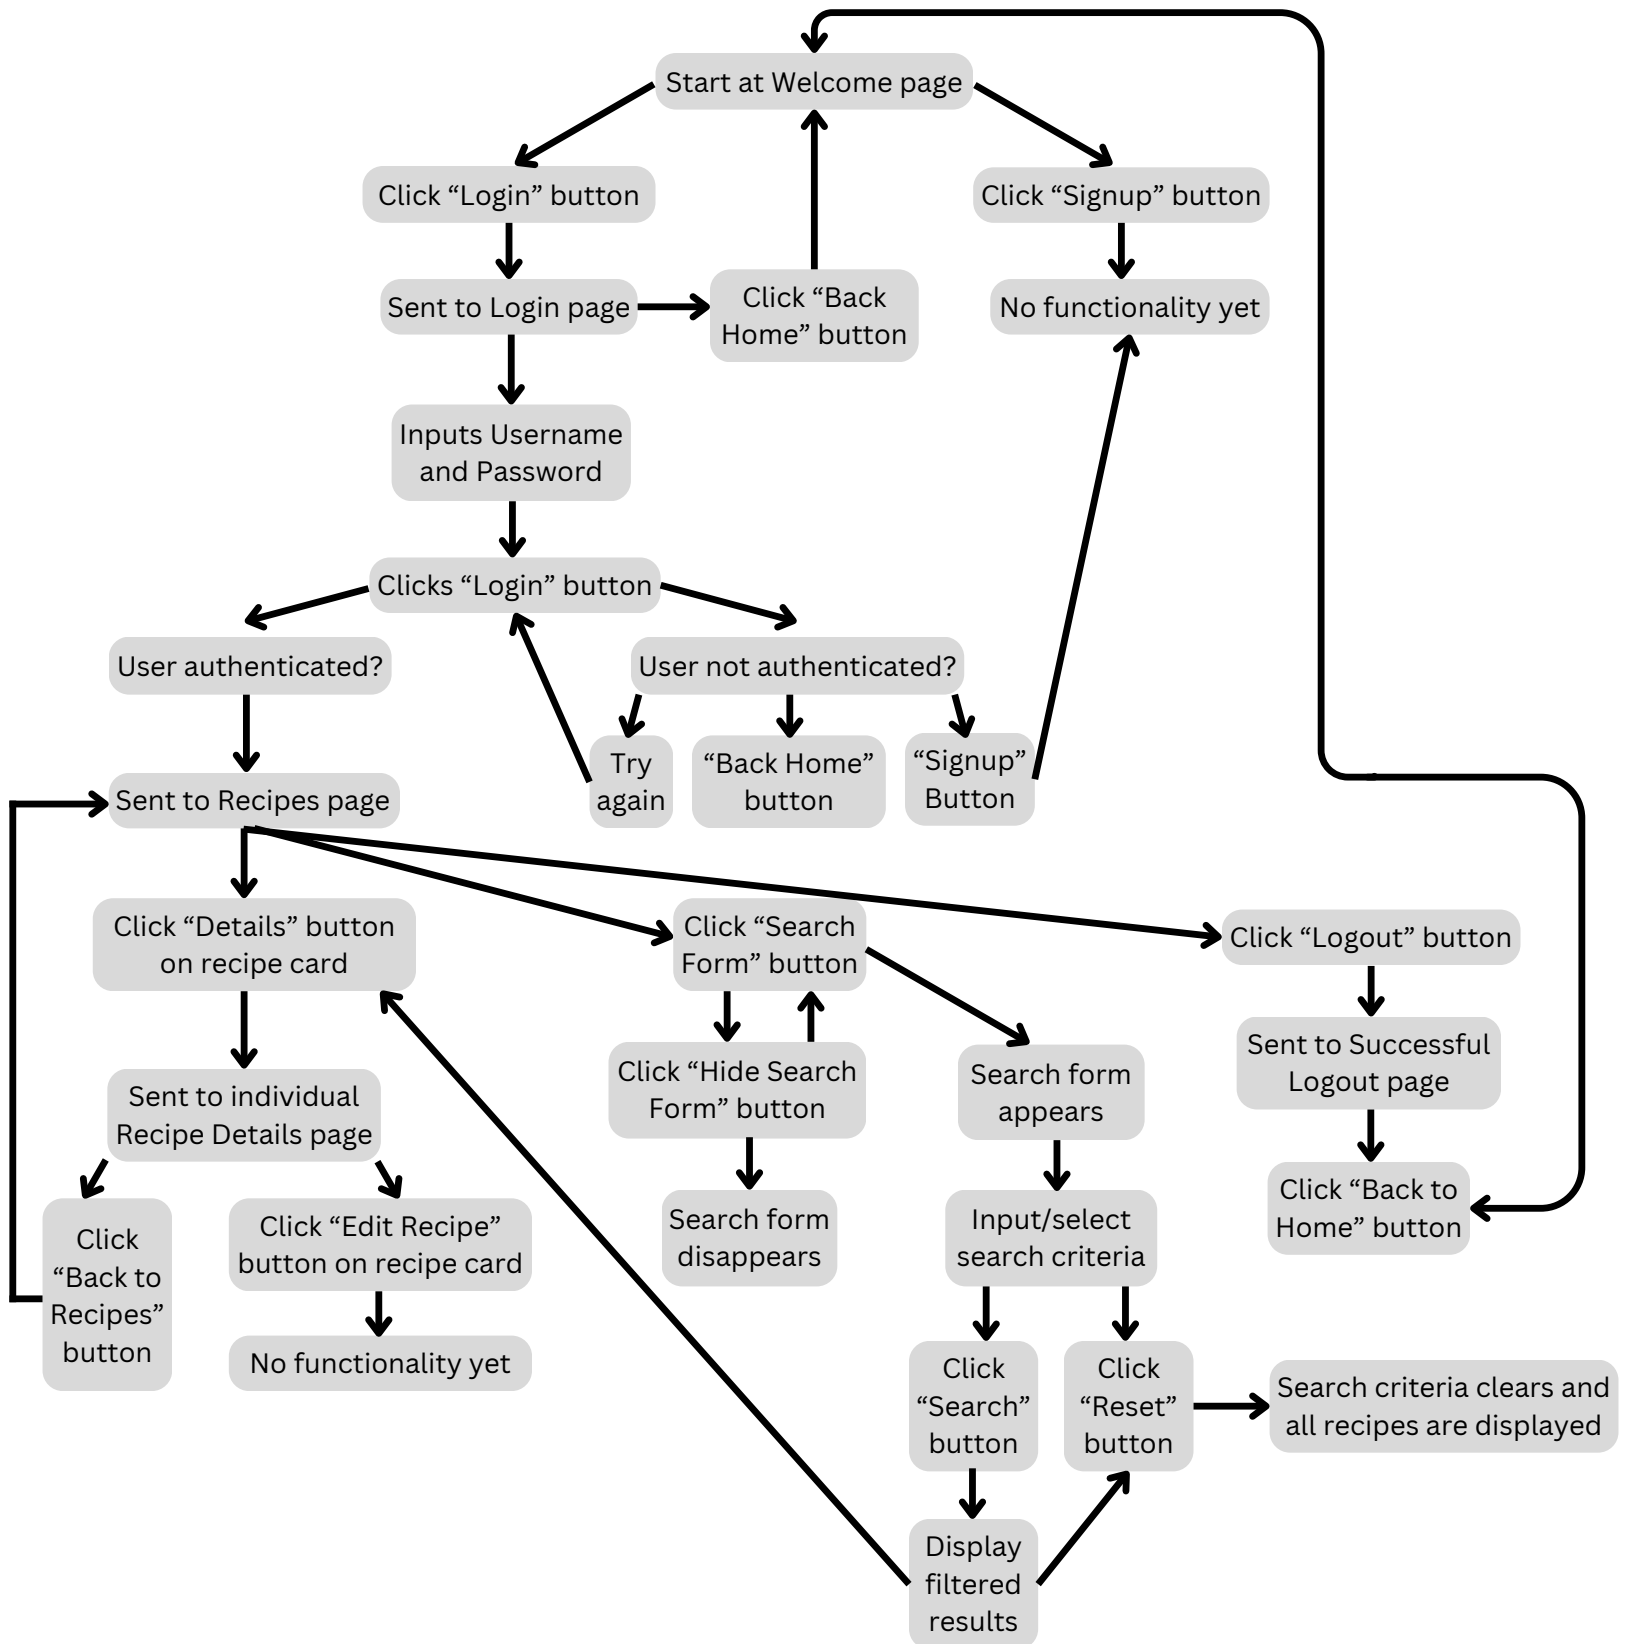 Start at Welcome page
Click “Login” button
Click “Signup” button
Sent to Login page
Click “Back
Home” button
No functionality yet
Inputs Username
and Password
Clicks “Login” button
User authenticated?
User not authenticated?
Try
again
“Back Home”
button
“Signup”
Button
Sent to Recipes page
Click “Details” button
on recipe card
Click “Search
Form” button
Click “Logout” button
Sent to individual
Recipe Details page
Click “Hide Search
Form” button
Search form
appears
Sent to Successful
Logout page
Click
“Back to
Recipes”
button
Click “Edit Recipe”
button on recipe card
Search form
disappears
Input/select
search criteria
Click “Back to
Home” button
No functionality yet
Click
“Search”
button
Click
“Reset”
button
Search criteria clears and
all recipes are displayed
Display
filtered
results